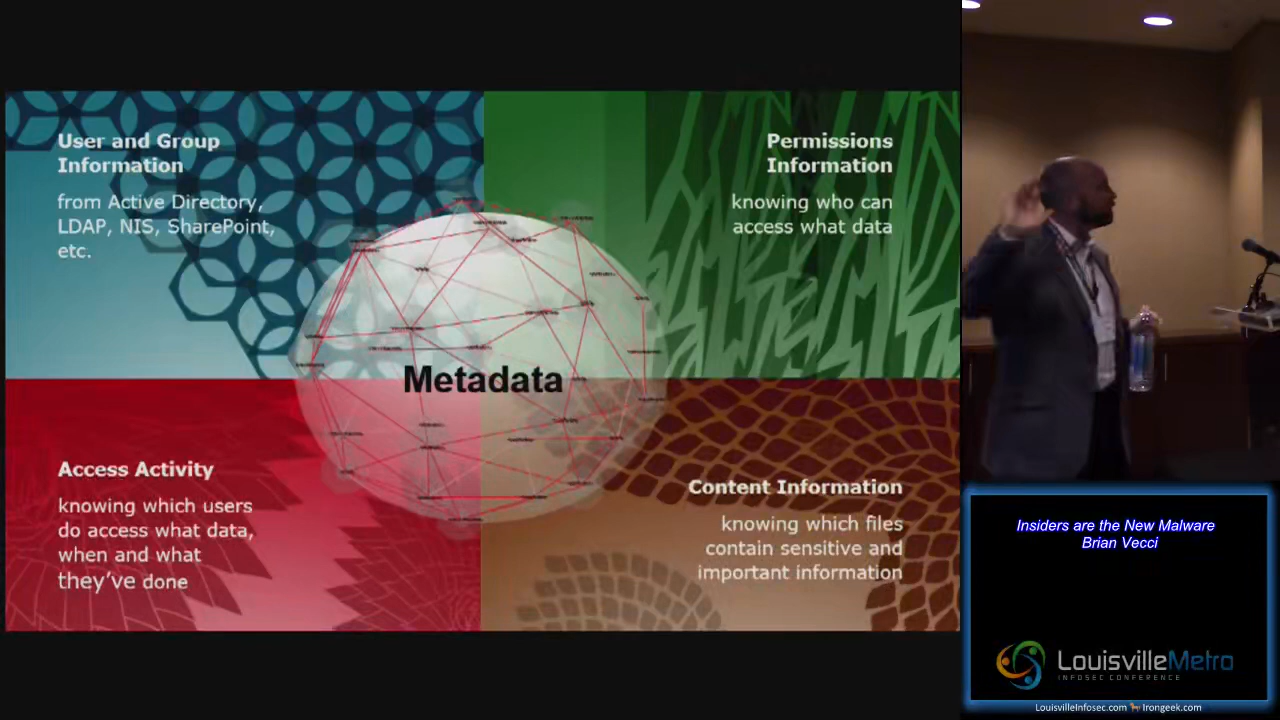 User and Group
Information
from Active Directory,
LDAP, NIS, SharePoint,
etc.
Permissions
Information
knowing who can
access what data
Metadata
Access Activity
knowing which users
do access what data,
when and what
they've done
Content Information
knowing which files
contain sensitive and
important information
Insiders are the New Malware
Brian Vecci
LouisvilleMetro
INFOSEC CONFERENCE
LouisvilleInfosec.com Irongeek.com